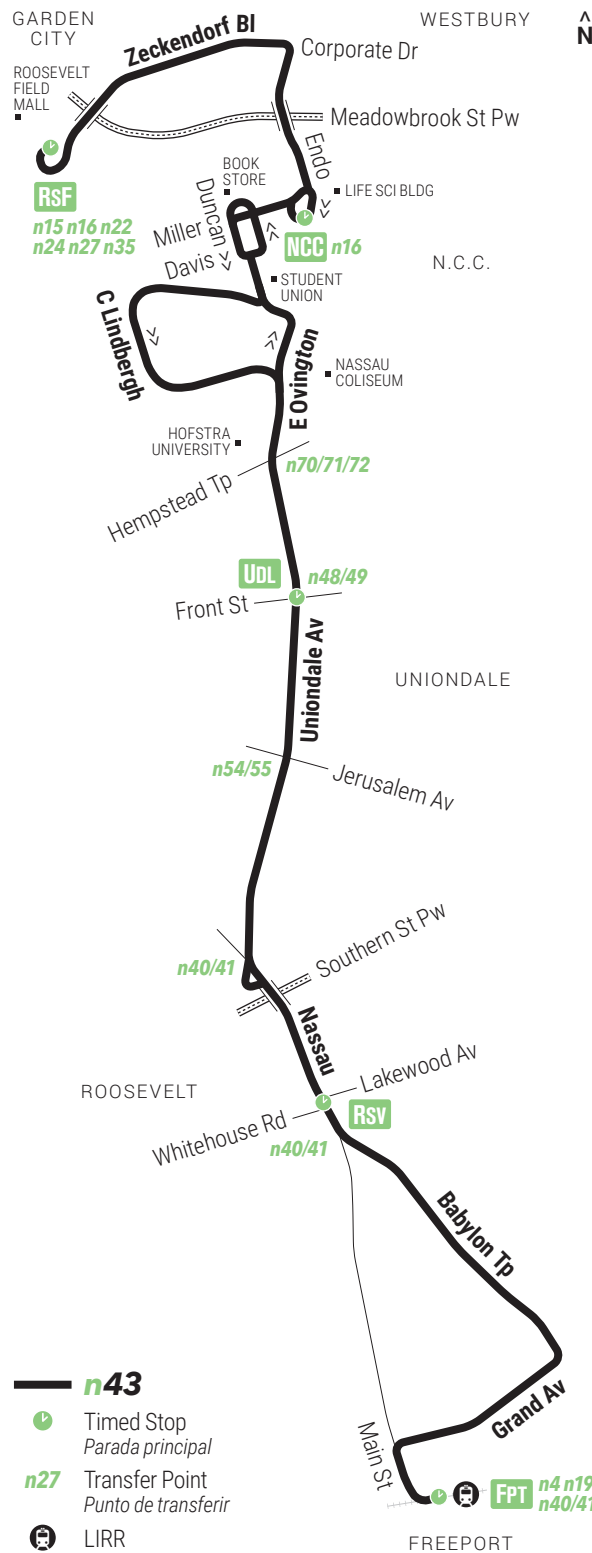 GARDEN
CITY
WESTBURY
^
N
Zeckendorf Bl
Corporate Dr
ROOSEVELT
FIELD
MALL
Meadowbrook St Pw
Endo
BOOK
STORE
LIFE SCI BLDG
RSF
n15 n16 n22
n24 n27 n35
Duncan
Miller
NCC n16
Davis
N.C.C.
STUDENT
UNION
C Lindbergh
E Ovington
NASSAU
COLISEUM
HOFSTRA
UNIVERSITY
n70/71/72
Hempstead Tp
UDL n48/49
Front St
Uniondale Av
UNIONDALE
n54/55
Jerusalem Av
n40/41
Southern St Pw
Nassau
ROOSEVELT
Lakewood Av
RSV
Whitehouse Rd
n40/41
Babylon Tp
Grand Av
Main St
n43
Timed Stop
Parada principal
n27 Transfer Point
Punto de transferir
LIRR
FPT n4 n19
n40/41
FREEPORT